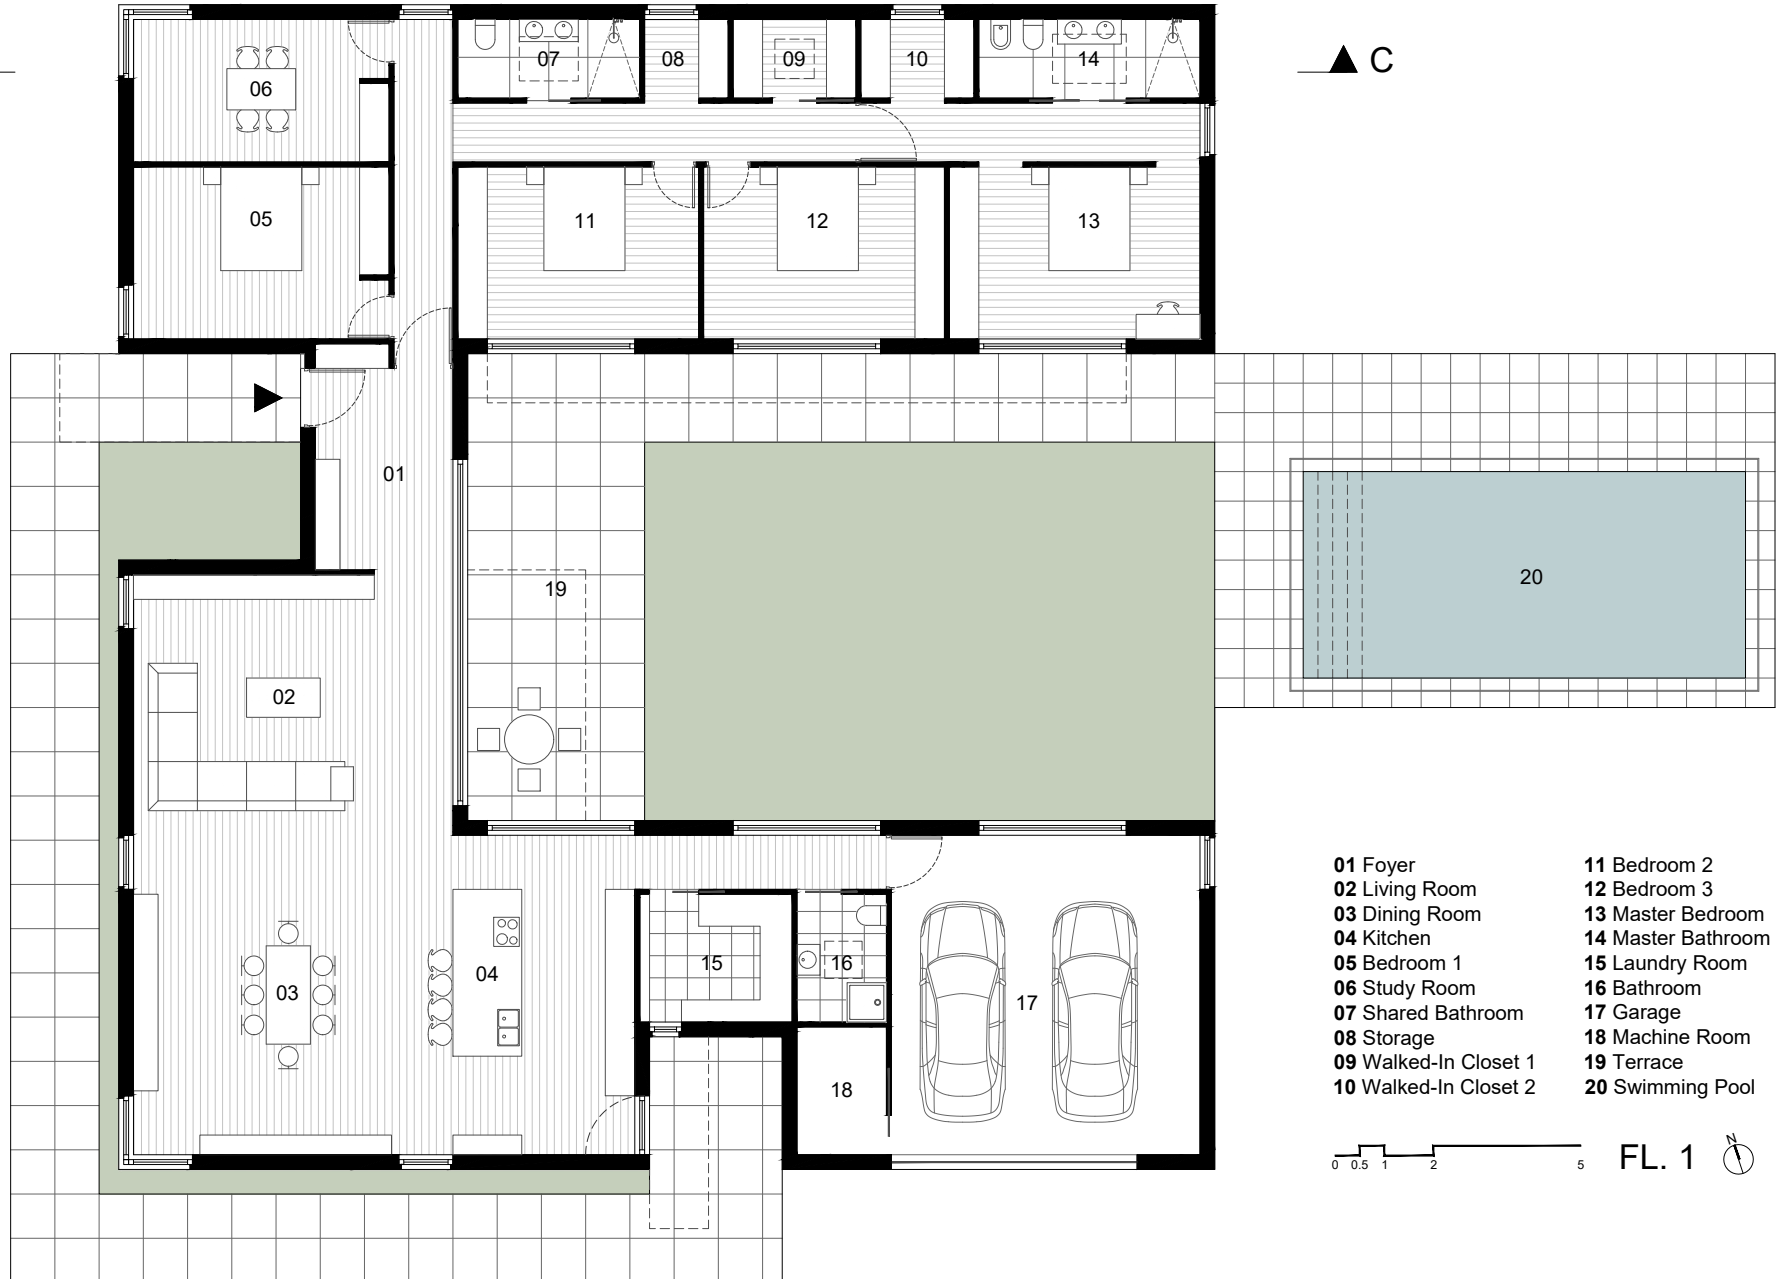 06
07
08
09
10
14
C
05
11
12
13
01
19
20
02
03
04
15
16
17
18
01 Foyer
02 Living Room
03 Dining Room
04 Kitchen
05 Bedroom 1
06 Study Room
07 Shared Bathroom
08 Storage
09 Walked-In Closet 1
10 Walked-In Closet 2
11 Bedroom 2
12 Bedroom 3
13 Master Bedroom
14 Master Bathroom
15 Laundry Room
16 Bathroom
17 Garage
18 Machine Room
19 Terrace
20 Swimming Pool
0 0.5 1 2 5
FL. 1
N